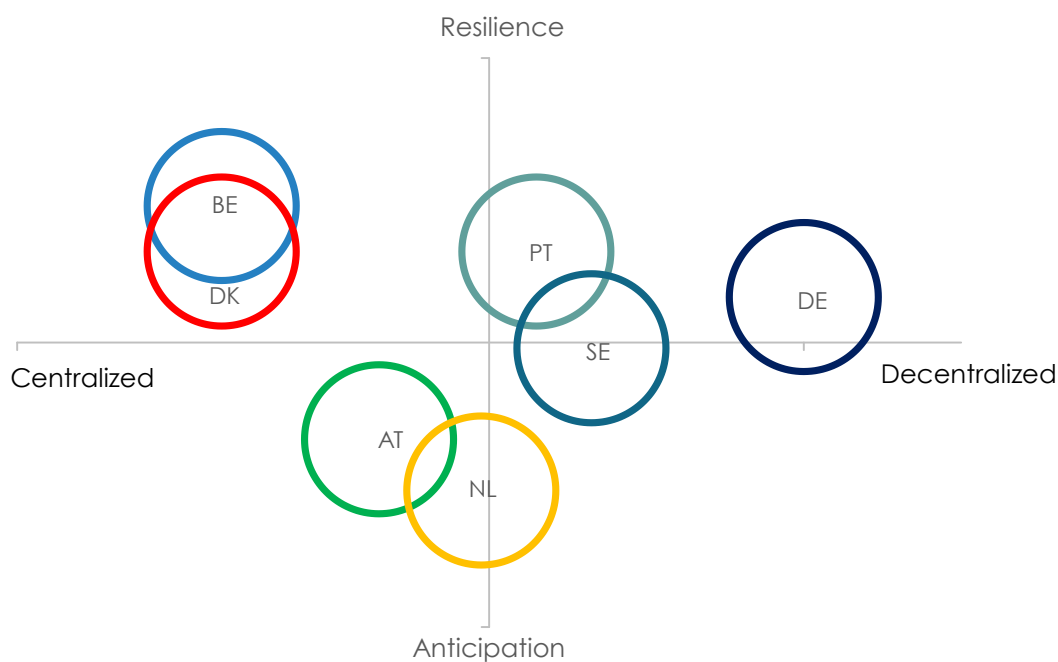 Resilience
BE
PT
DK
DE
SE
Centralized
Decentralized
AT
NL
Anticipation